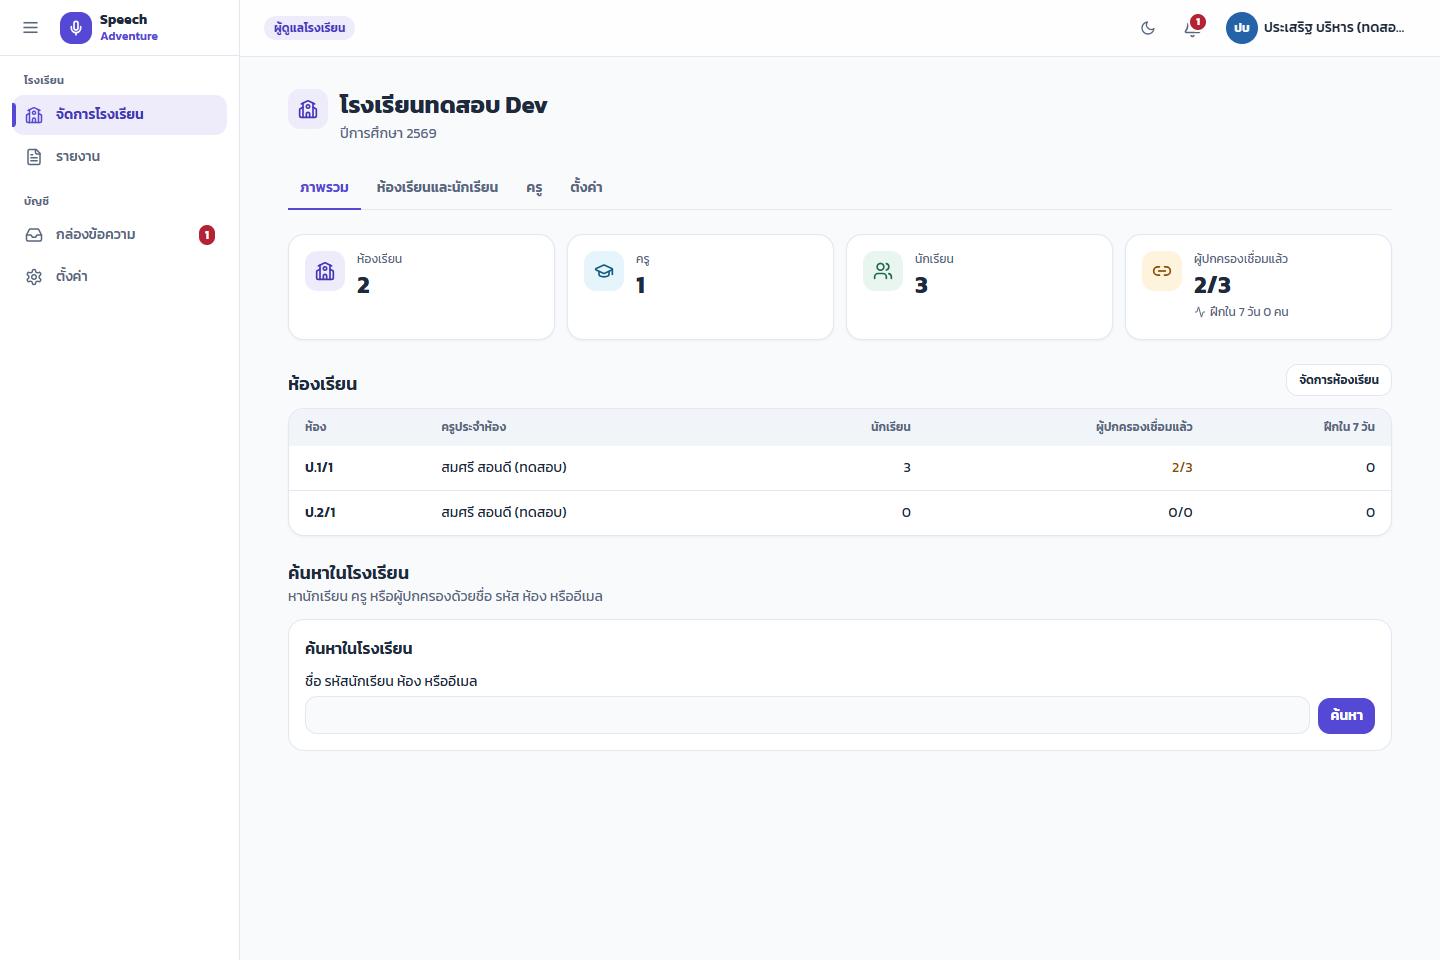 Speech
Adventure
ผู้ดูแลโรงเรียน
1
ปบ
ประเสริฐ บริหาร (ทดสอ...
โรงเรียน
จัดการโรงเรียน
รายงาน
บัญชี
กล่องข้อความ 1
ตั้งค่า
โรงเรียนทดสอบ Dev
ปีการศึกษา 2569
ภาพรวม ห้องเรียนและนักเรียน ครู ตั้งค่า
ห้องเรียน
2
ครู
1
นักเรียน
3
ผู้ปกครองเชื่อมแล้ว
2/3
ฝึกใน 7 วัน 0 คน
ห้องเรียน
จัดการห้องเรียน
ห้อง ครูประจำห้อง นักเรียน ผู้ปกครองเชื่อมแล้ว ฝึกใน 7 วัน
ป.1/1 สมศรี สอนดี (ทดสอบ) 3 2/3 0
ป.2/1 สมศรี สอนดี (ทดสอบ) 0 0/0 0
ค้นหาในโรงเรียน
หานักเรียน ครู หรือผู้ปกครองด้วยชื่อ รหัส ห้อง หรืออีเมล
ค้นหาในโรงเรียน
ชื่อ รหัสนักเรียน ห้อง หรืออีเมล
ค้นหา